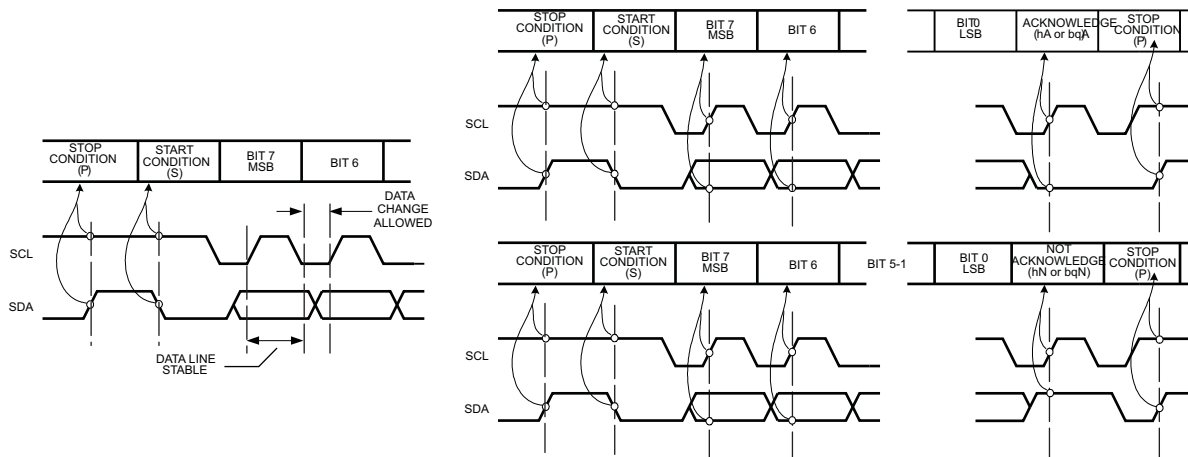 STOP
CONDITION
(P)
START
CONDITION
(S)
BIT 7
MSB
BIT 6
DATA
CHANGE
ALLOWED
SCL
SDA
DATA LINE
STABLE
STOP
CONDITION
(P)
START
CONDITION
(S)
BIT 7
MSB
BIT 6
BIT0
LSB
ACKNOWLEDGE
(hA or bqA)
STOP
CONDITION
(P)
SCL
SDA
STOP
CONDITION
(P)
START
CONDITION
(S)
BIT 7
MSB
BIT 6
BIT 5-1
BIT 0
LSB
NOT
ACKNOWLEDGE
(hN or bqN)
STOP
CONDITION
(P)
SCL
SDA